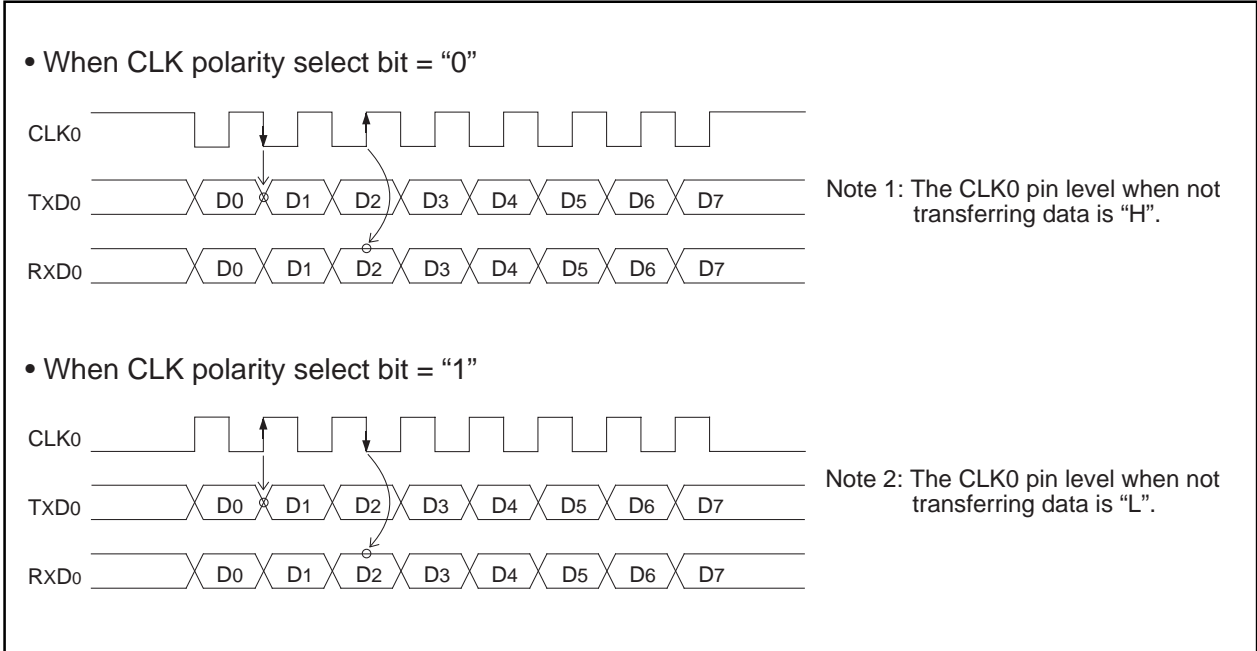 • When CLK polarity select bit = “0”
CLK0
TXD0 D0 D1 D2 D3 D4 D5 D6 D7
RXD0 D0 D1 D2 D3 D4 D5 D6 D7
Note 1: The CLK0 pin level when not
transferring data is “H”.
• When CLK polarity select bit = “1”
CLK0
TXD0 D0 D1 D2 D3 D4 D5 D6 D7
RXD0 D0 D1 D2 D3 D4 D5 D6 D7
Note 2: The CLK0 pin level when not
transferring data is “L”.